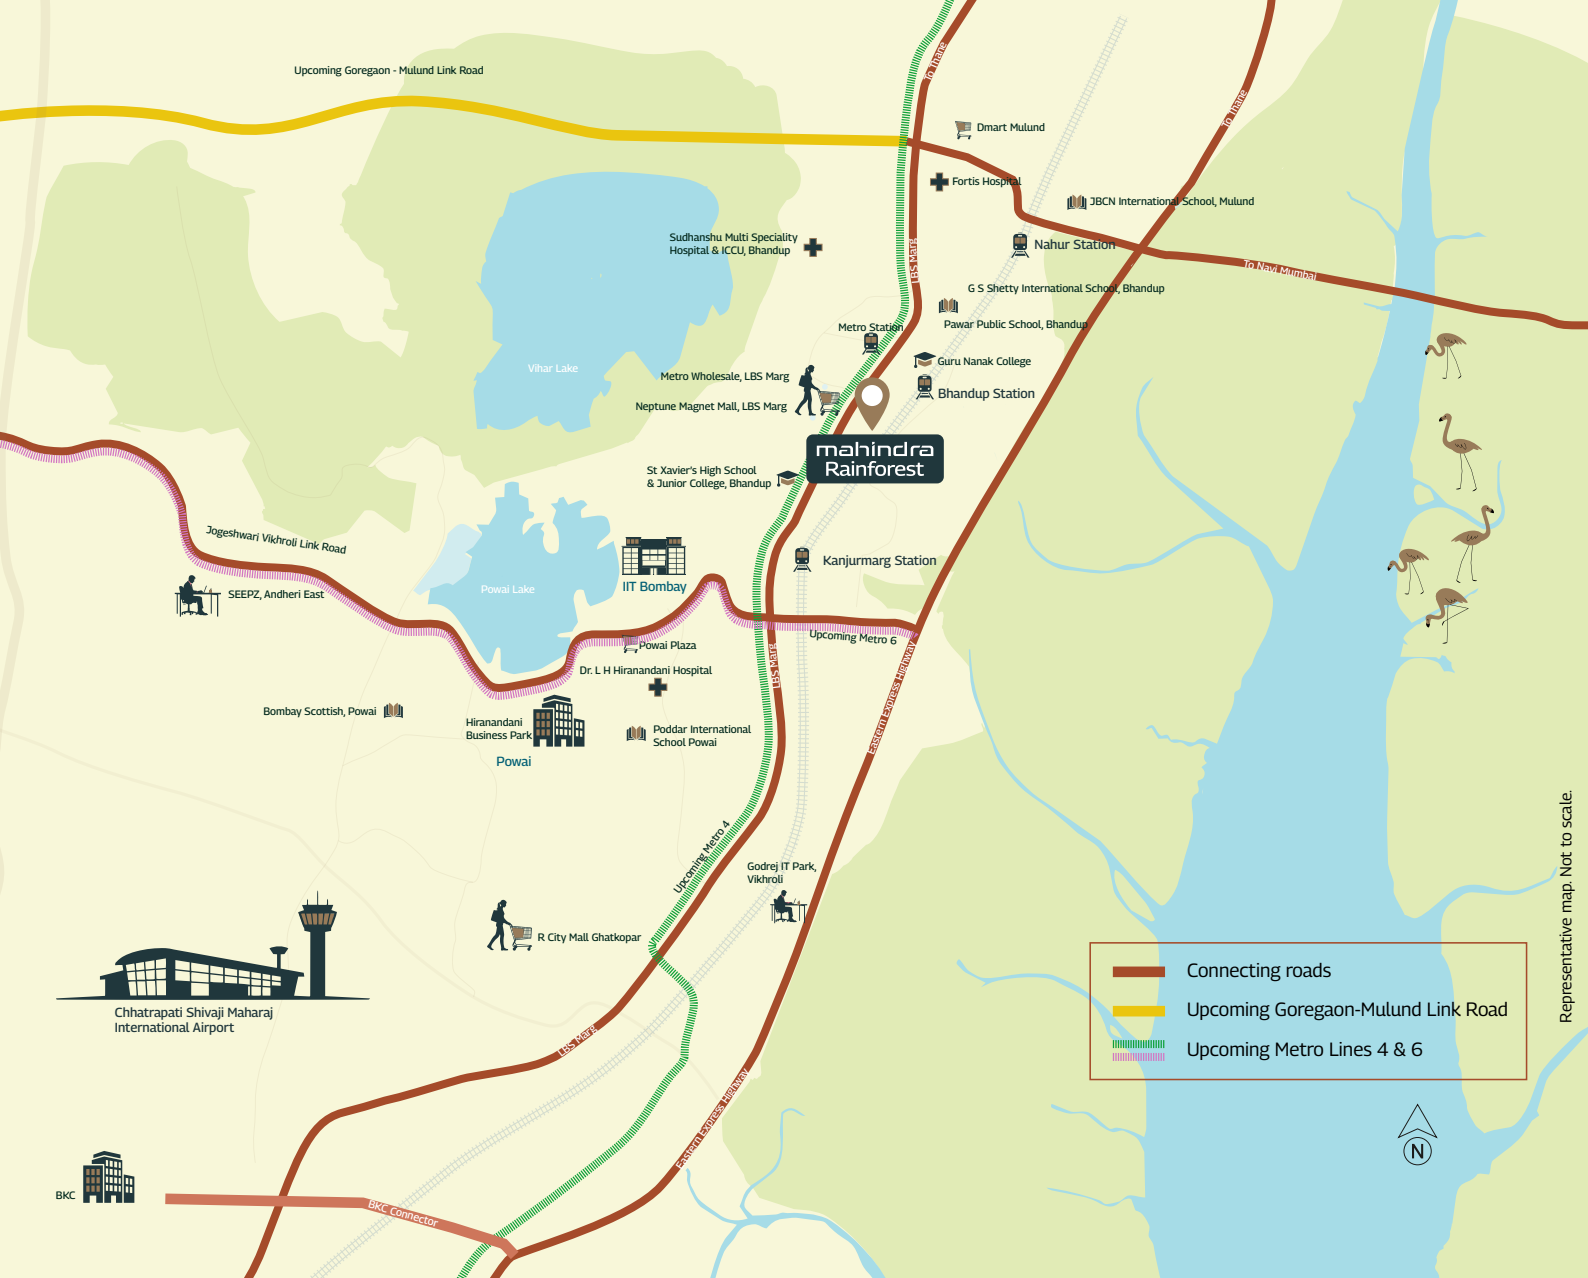 Upcoming Goregaon - Mulund Link Road
To Thane
To Thane
Dmart Mulund
Fortis Hospital
JBCN International School, Mulund
Sudhanshu Multi Speciality
Hospital & ICCU, Bhandup
LBS Marg
Nahur Station
To Navi Mumbai
G S Shetty International School, Bhandup
Metro Station
Pawar Public School, Bhandup
Vihar Lake
Guru Nanak College
Metro Wholesale, LBS Marg
Bhandup Station
Neptune Magnet Mall, LBS Marg
mahindra
Rainforest
St Xavier's High School
& Junior College, Bhandup
Jogeshwari Vikhroli Link Road
Kanjurmarg Station
IIT Bombay
Powai Lake
SEEPZ, Andheri East
Upcoming Metro 6
Powai Plaza
LBS Marg
Dr. L H Hiranandani Hospital
Eastern Express Highway
Bombay Scottish, Powai
Hiranandani
Business Park
Poddar International
School Powai
Powai
Upcoming Metro 4
Godrej IT Park,
Vikhroli
R City Mall Ghatkopar
Representative map. Not to scale.
Connecting roads
Upcoming Goregaon-Mulund Link Road
Upcoming Metro Lines 4 & 6
Chhatrapati Shivaji Maharaj
International Airport
LBS Marg
Eastern Express Highway
N
BKC
BKC Connector